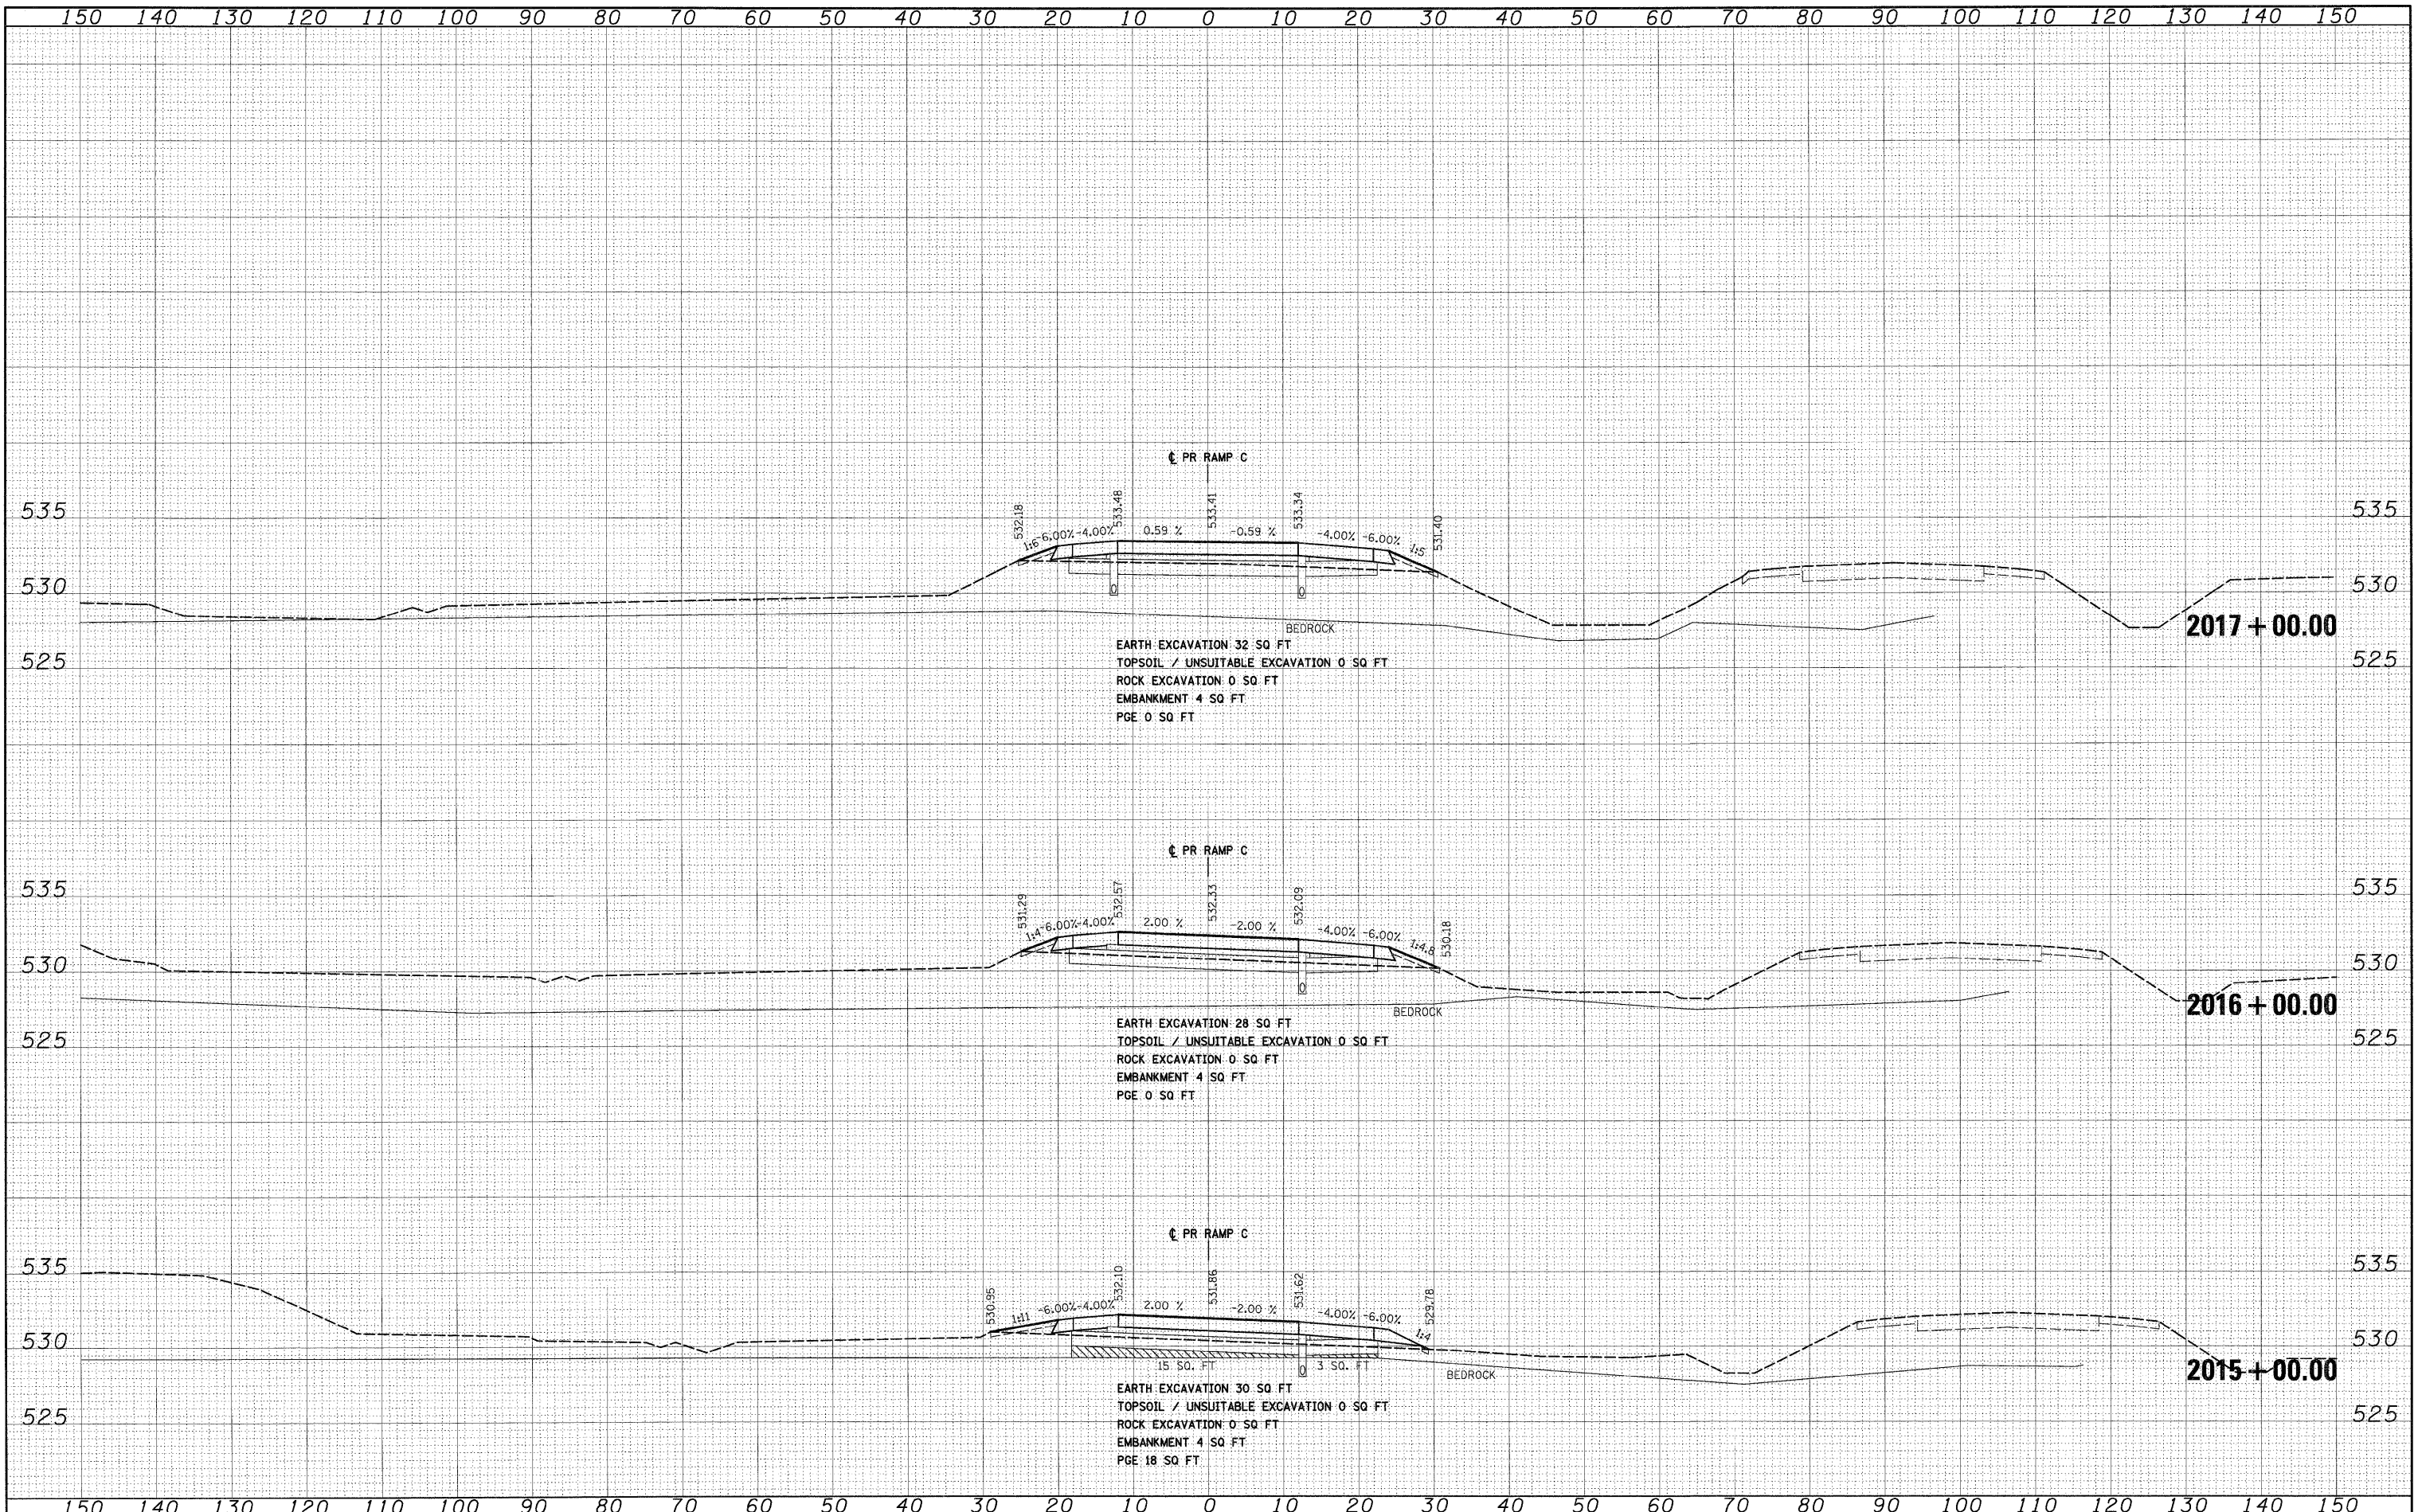 150 140 130 120 110 100 90 80 70 60 50 40 30 20 10 0 10 20 30 40 50 60 70 80 90 100 110 120 130 140 150
℄ PR RAMP C
535 532.18 533.48 533.41 533.34 531.40 535
1:6 -6.00% -4.00% 0.59 % -0.59 % -4.00% -6.00% 1:5
530 530
BEDROCK 2017+00.00
EARTH EXCAVATION 32 SQ FT
TOPSOIL / UNSUITABLE EXCAVATION 0 SQ FT
525 525
ROCK EXCAVATION 0 SQ FT
EMBANKMENT 4 SQ FT
PGE 0 SQ FT
℄ PR RAMP C
535 531.29 532.57 532.33 532.09 530.18 535
1:4 -6.00% -4.00% 2.00 % -2.00 % -4.00% -6.00% 1:4.8
530 530
BEDROCK 2016+00.00
EARTH EXCAVATION 28 SQ FT
TOPSOIL / UNSUITABLE EXCAVATION 0 SQ FT
525 525
ROCK EXCAVATION 0 SQ FT
EMBANKMENT 4 SQ FT
PGE 0 SQ FT
℄ PR RAMP C
535 530.95 532.10 531.86 531.62 529.78 535
1:11 -6.00% -4.00% 2.00 % -2.00 % -4.00% -6.00% 1:4
530 530
15 SQ. FT 3 SQ. FT
BEDROCK 2015+00.00
EARTH EXCAVATION 30 SQ FT
TOPSOIL / UNSUITABLE EXCAVATION 0 SQ FT
525 525
ROCK EXCAVATION 0 SQ FT
EMBANKMENT 4 SQ FT
PGE 18 SQ FT
150 140 130 120 110 100 90 80 70 60 50 40 30 20 10 0 10 20 30 40 50 60 70 80 90 100 110 120 130 140 150